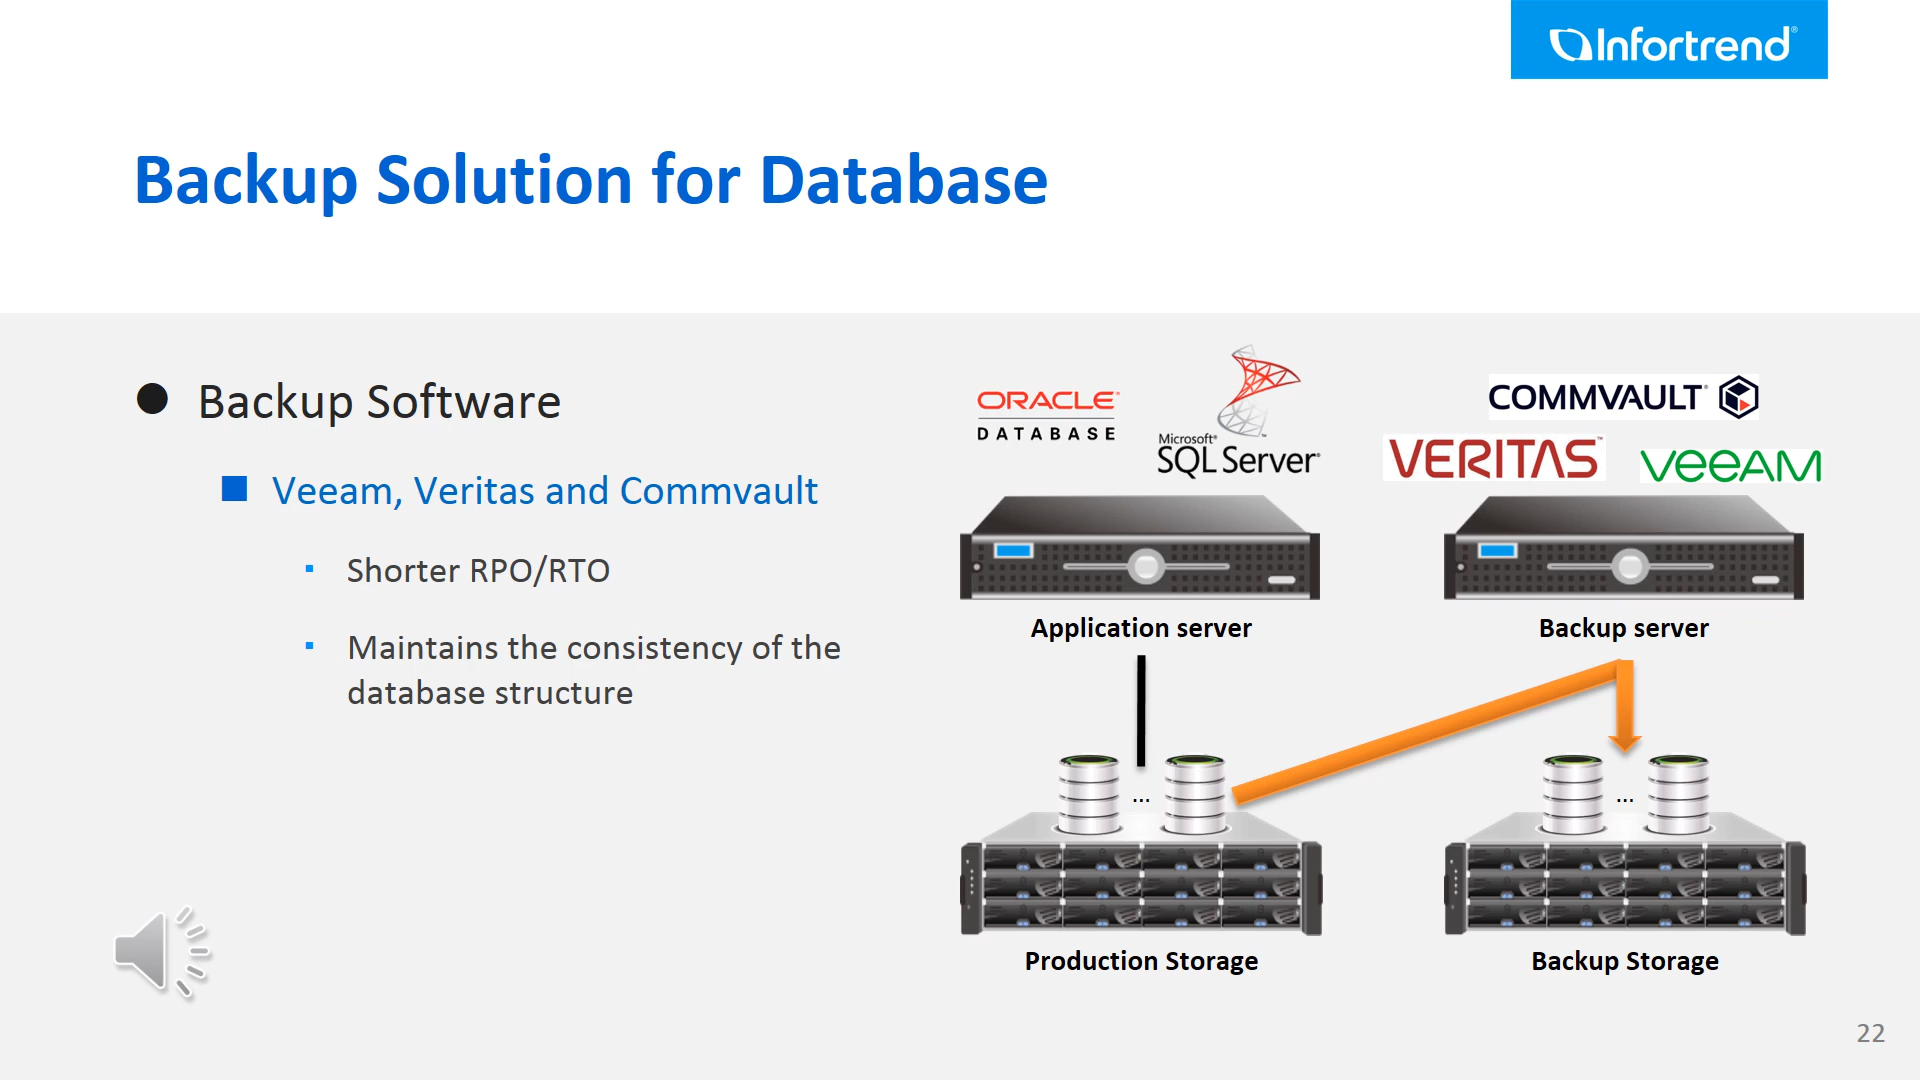 Infortrend®
Backup Solution for Database
● Backup Software
■ Veeam, Veritas and Commvault
▪ Shorter RPO/RTO
▪ Maintains the consistency of the
database structure
ORACLE®
DATABASE
Microsoft®
SQL Server®
COMMVAULT®
VERITAS™
veeAM
Application server
Backup server
...
...
Production Storage
Backup Storage
22